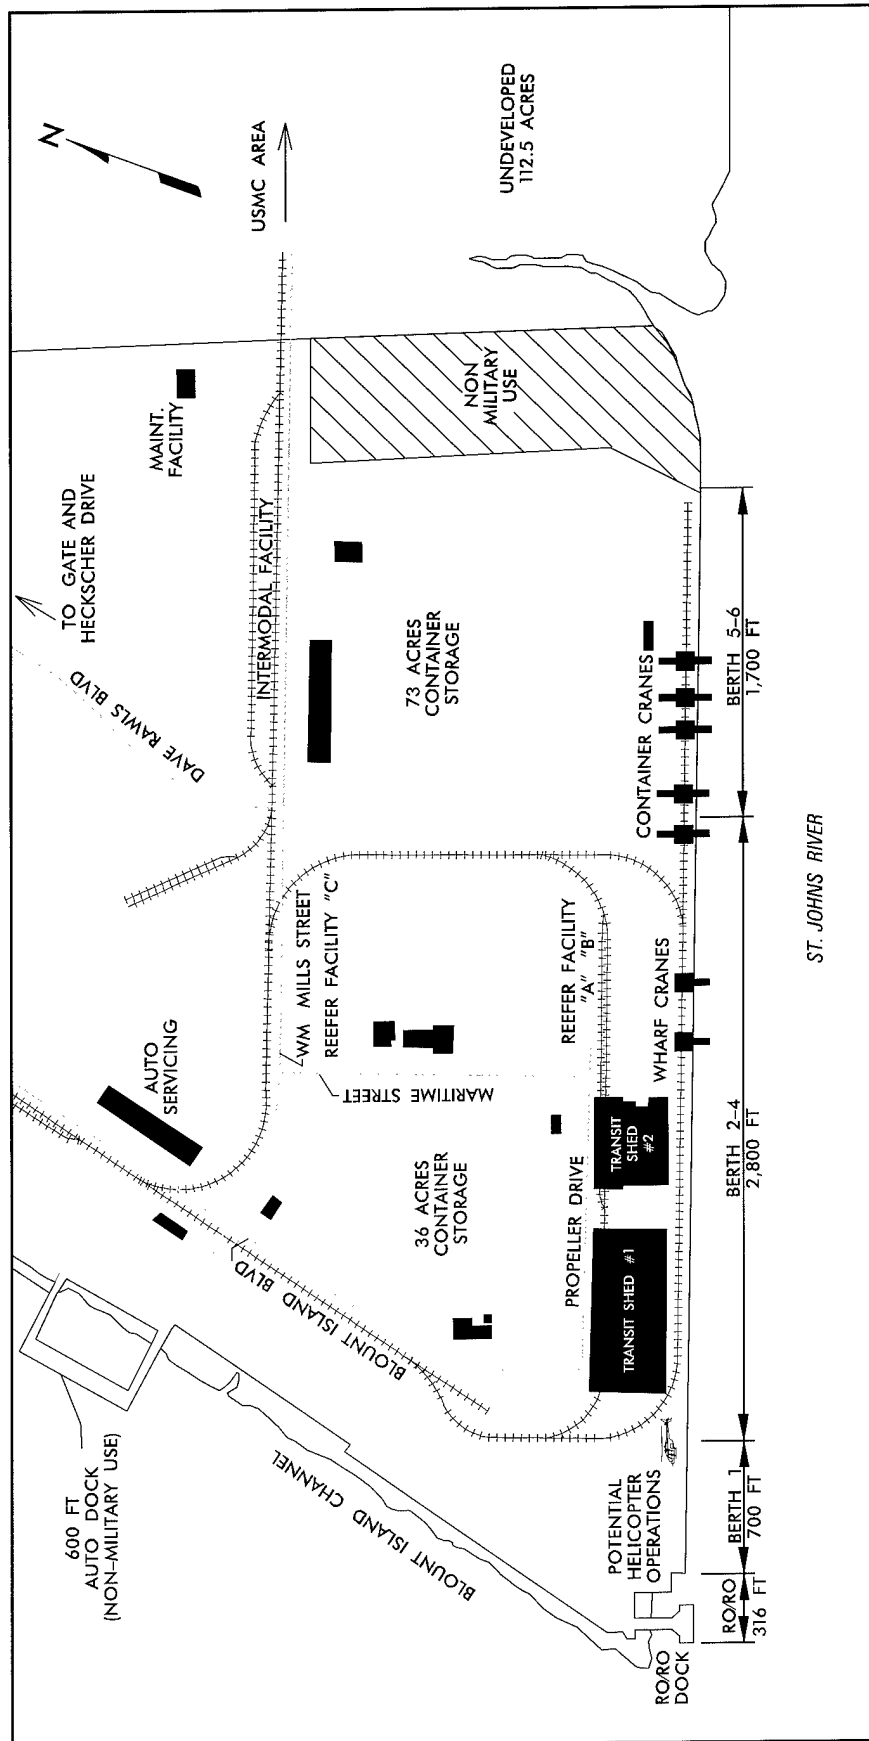 600 FT
AUTO DOCK
(NON-MILITARY USE)
BLOUNT ISLAND CHANNEL
RO/RO
DOCK
RO/RO
316 FT
POTENTIAL
HELICOPTER
OPERATIONS
BERTH 1
700 FT
BLOUNT ISLAND BLVD
AUTO
SERVICING
36 ACRES
CONTAINER
STORAGE
PROPELLER DRIVE
TRANSIT SHED #1
TRANSIT
SHED
#2
BERTH 2-4
2,800 FT
MARITIME STREET
WM MILLS STREET
REEFER FACILITY "C"
REEFER FACILITY
"A" "B"
WHARF CRANES
ST. JOHNS RIVER
DAVE RAWLS BLVD
TO GATE AND
HECKSCHER DRIVE
INTERMODAL FACILITY
73 ACRES
CONTAINER
STORAGE
CONTAINER CRANES
BERTH 5-6
1,700 FT
MAINT.
FACILITY
NON
MILITARY
USE
N
USMC AREA
UNDEVELOPED
112.5 ACRES